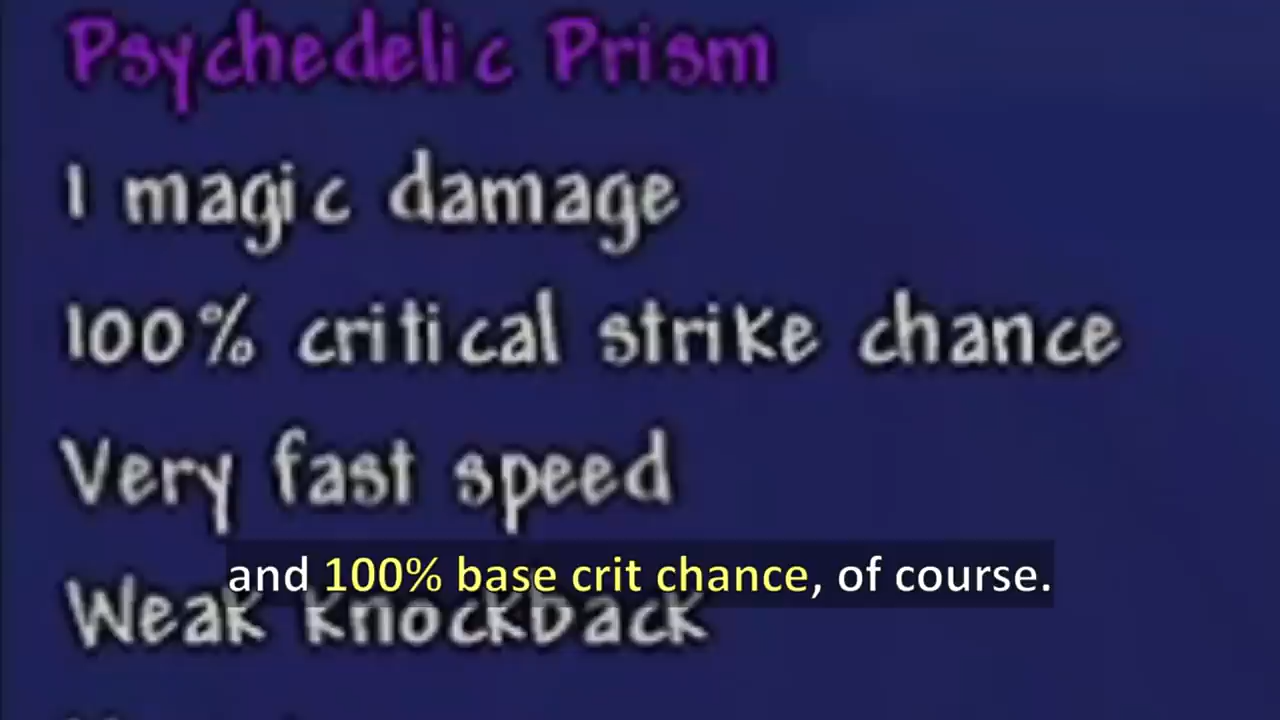 Psychedelic Prism
1 magic damage
100% critical strike chance
Very fast speed
and 100% base crit chance, of course.
Weak knockback